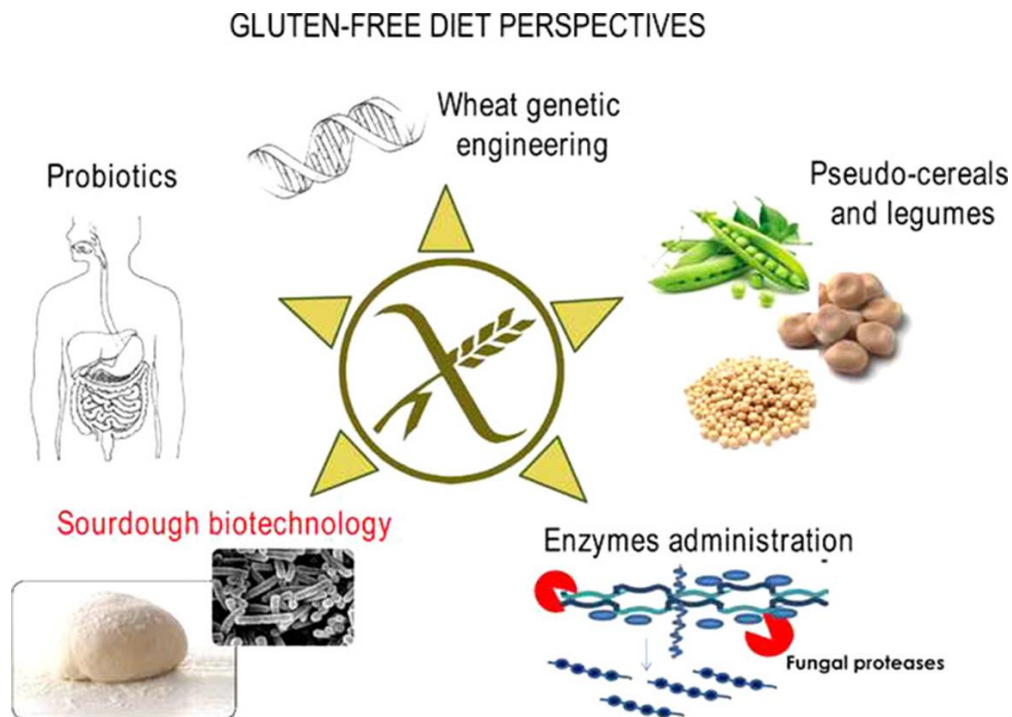 GLUTEN-FREE DIET PERSPECTIVES
Wheat genetic
engineering
Probiotics
Pseudo-cereals
and legumes
Sourdough biotechnology
Enzymes administration
Fungal proteases